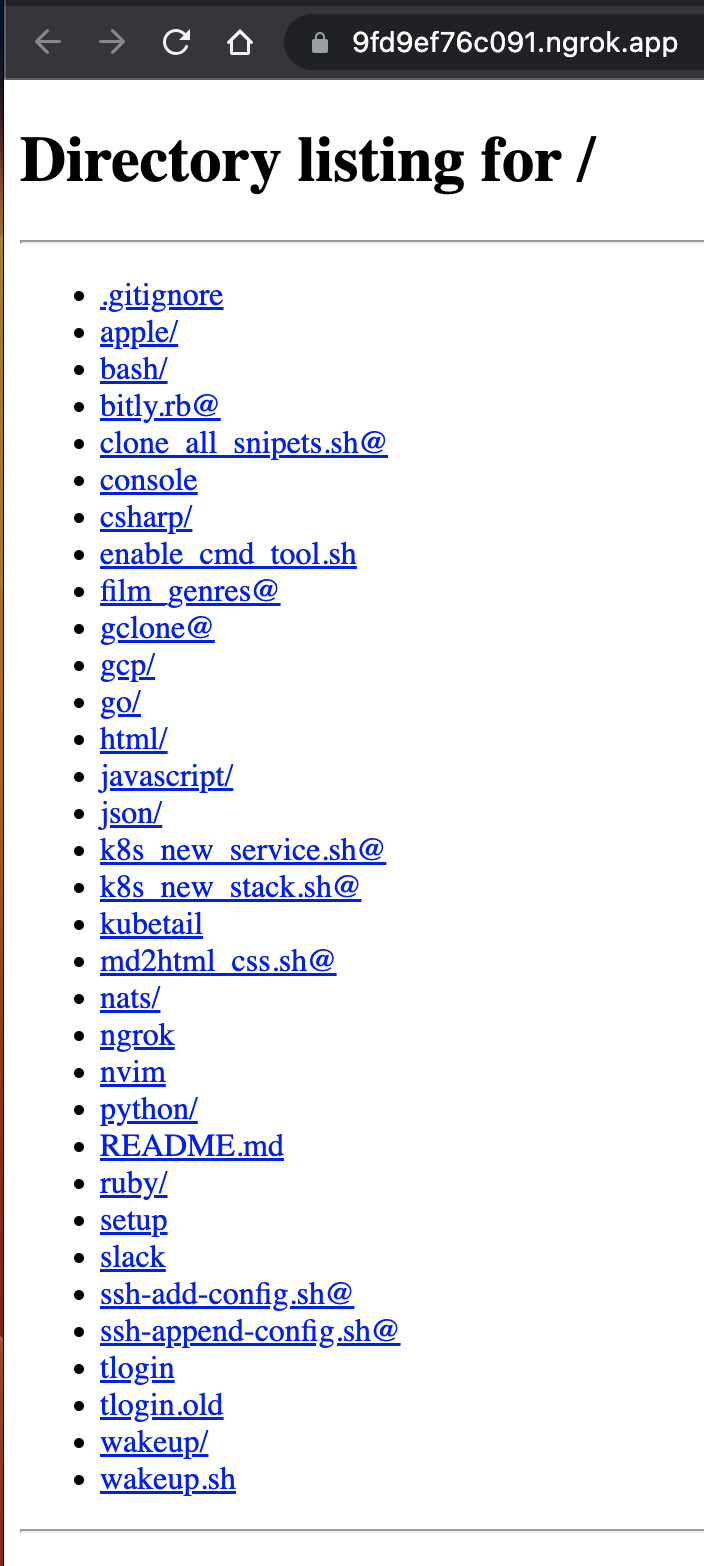 9fd9ef76c091.ngrok.app
Directory listing for /
.gitignore
apple/
bash/
bitly.rb@
clone_all_snipets.sh@
console
csharp/
enable_cmd_tool.sh
film_genres@
gclone@
gcp/
go/
html/
javascript/
json/
k8s_new_service.sh@
k8s_new_stack.sh@
kubetail
md2html_css.sh@
nats/
ngrok
nvim
python/
README.md
ruby/
setup
slack
ssh-add-config.sh@
ssh-append-config.sh@
tlogin
tlogin.old
wakeup/
wakeup.sh